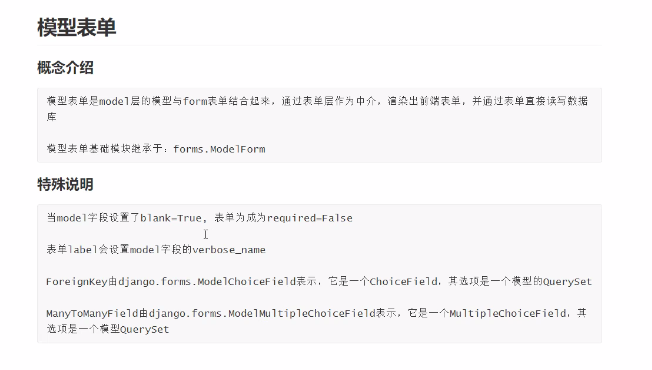 模型表单
概念介绍
模型表单是model层的模型与form表单结合起来，通过表单层作为中介，渲染出前端表单，并通过表单直接读写数据
库
模型表单基础模块继承于：forms.ModelForm
特殊说明
当model字段设置了blank=True, 表单为成为required=False
表单label会设置model字段的verbose_name
ForeignKey由django.forms.ModelChoiceField表示，它是一个ChoiceField，其选项是一个模型的QuerySet
ManyToManyField由django.forms.ModelMultipleChoiceField表示，它是一个MultipleChoiceField，其
选项是一个模型QuerySet